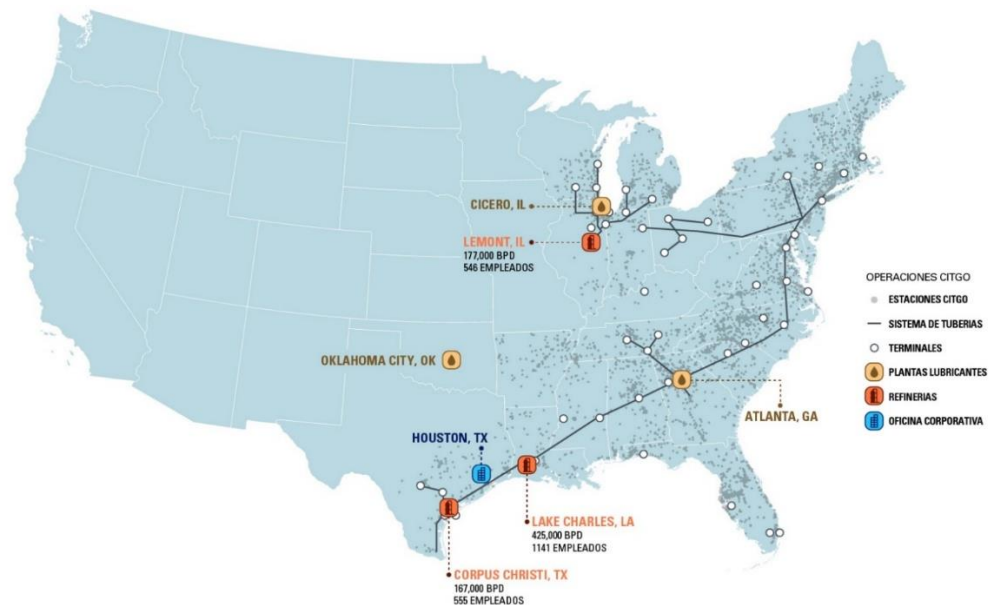 CICERO, IL
LEMONT, IL
177,000 BPD
546 EMPLEADOS
OKLAHOMA CITY, OK
HOUSTON, TX
ATLANTA, GA
LAKE CHARLES, LA
425,000 BPD
1141 EMPLEADOS
CORPUS CHRISTI, TX
167,000 BPD
555 EMPLEADOS
OPERACIONES CITGO
ESTACIONES CITGO
SISTEMA DE TUBERIAS
TERMINALES
PLANTAS LUBRICANTES
REFINERIAS
OFICINA CORPORATIVA